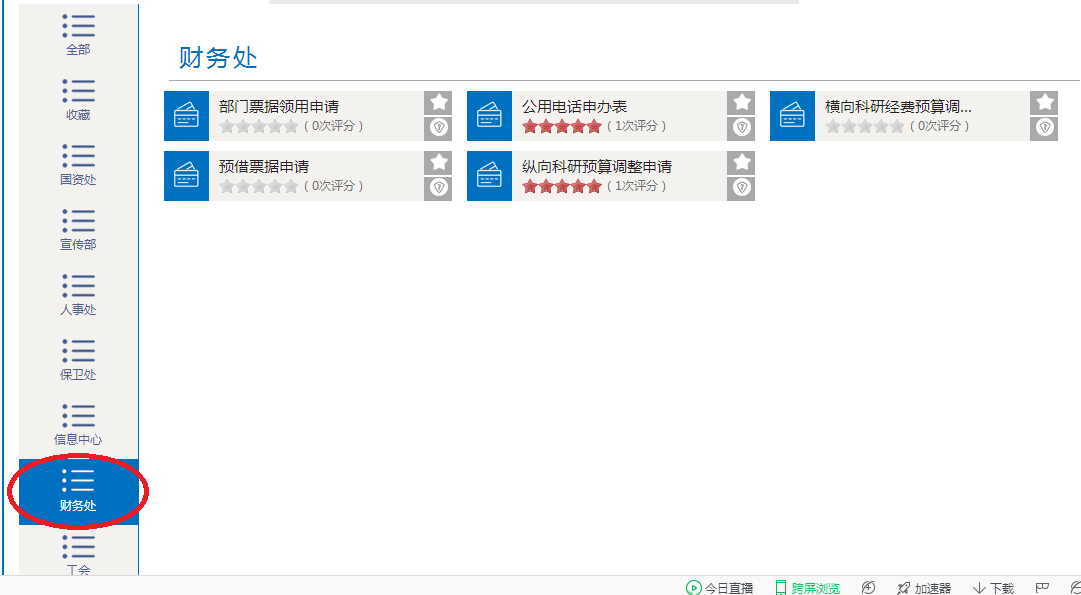 全部
收藏
国资处
宣传部
人事处
保卫处
信息中心
财务处
工会
财务处
部门票据领用申请
（0次评分）
公用电话申办表
（1次评分）
横向科研经费预算调...
（0次评分）
预借票据申请
（0次评分）
纵向科研预算调整申请
（1次评分）
今日直播
跨屏浏览
加速器
下载